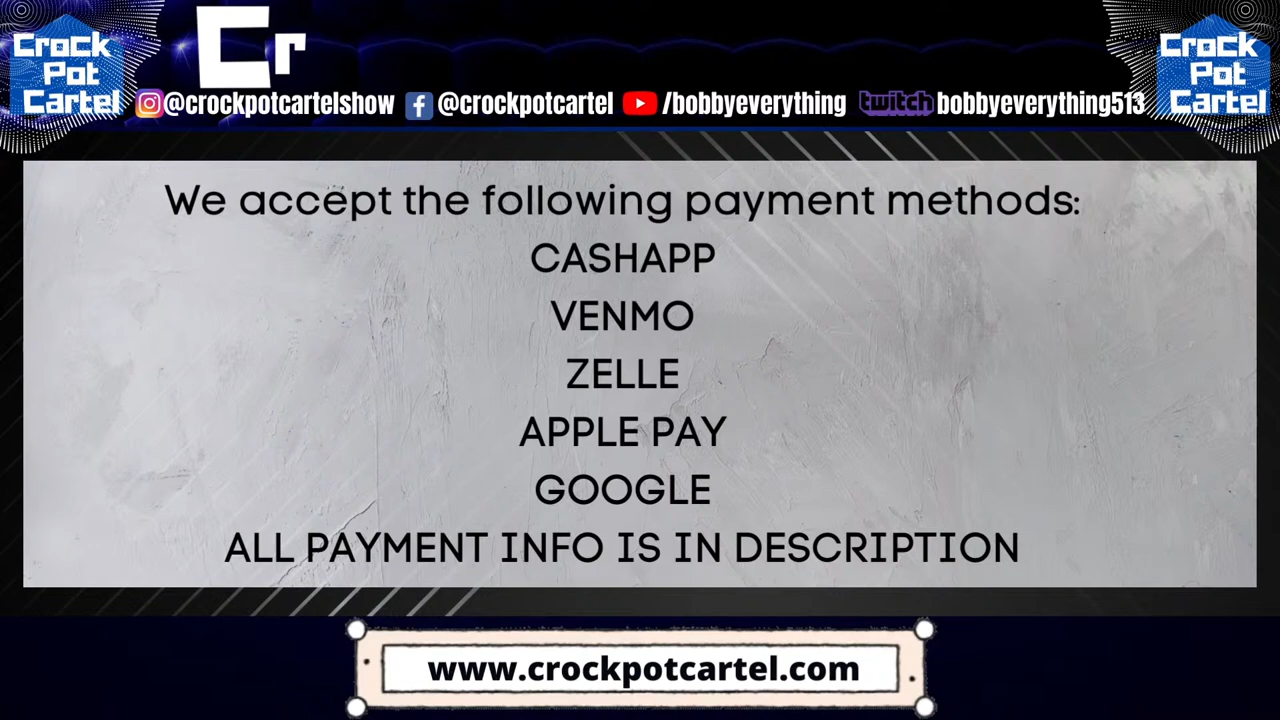 Crock
Pot
Cartel
Cr
@crockpotcartelshow @crockpotcartel /bobbyeverything twitch bobbyeverything513
Crock
Pot
Cartel
We accept the following payment methods:
CASHAPP
VENMO
ZELLE
APPLE PAY
GOOGLE
ALL PAYMENT INFO IS IN DESCRIPTION
www.crockpotcartel.com